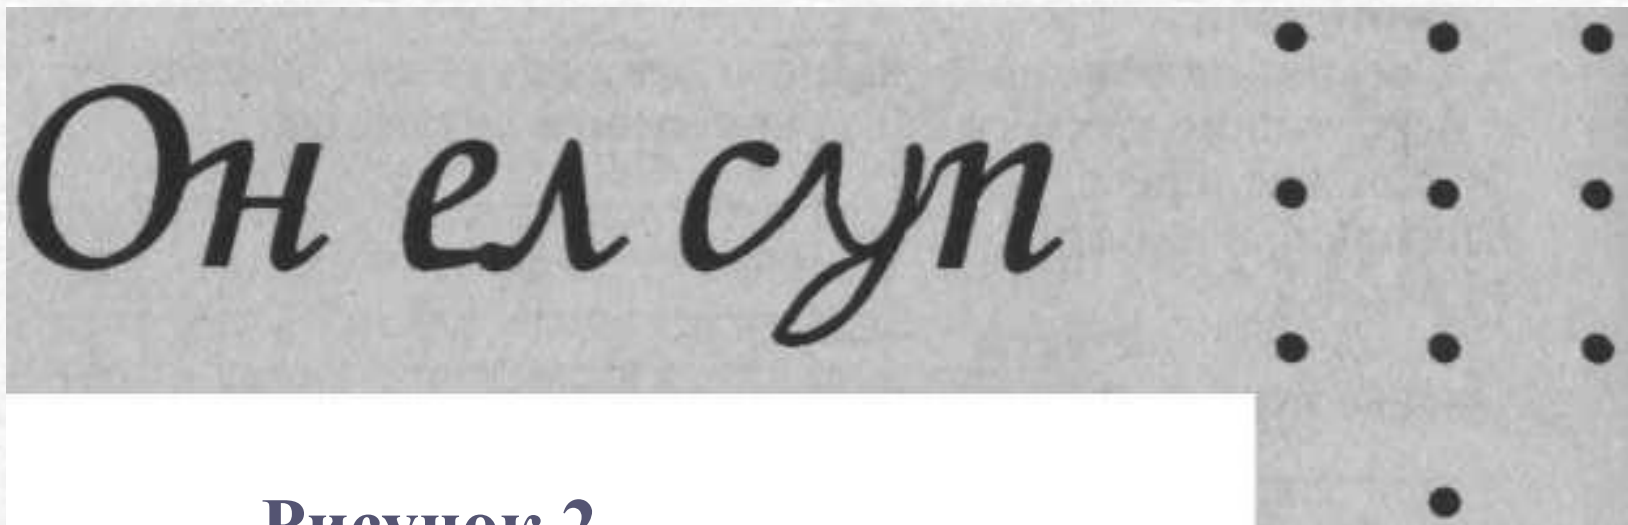 Он ел суп
Рисунок 2